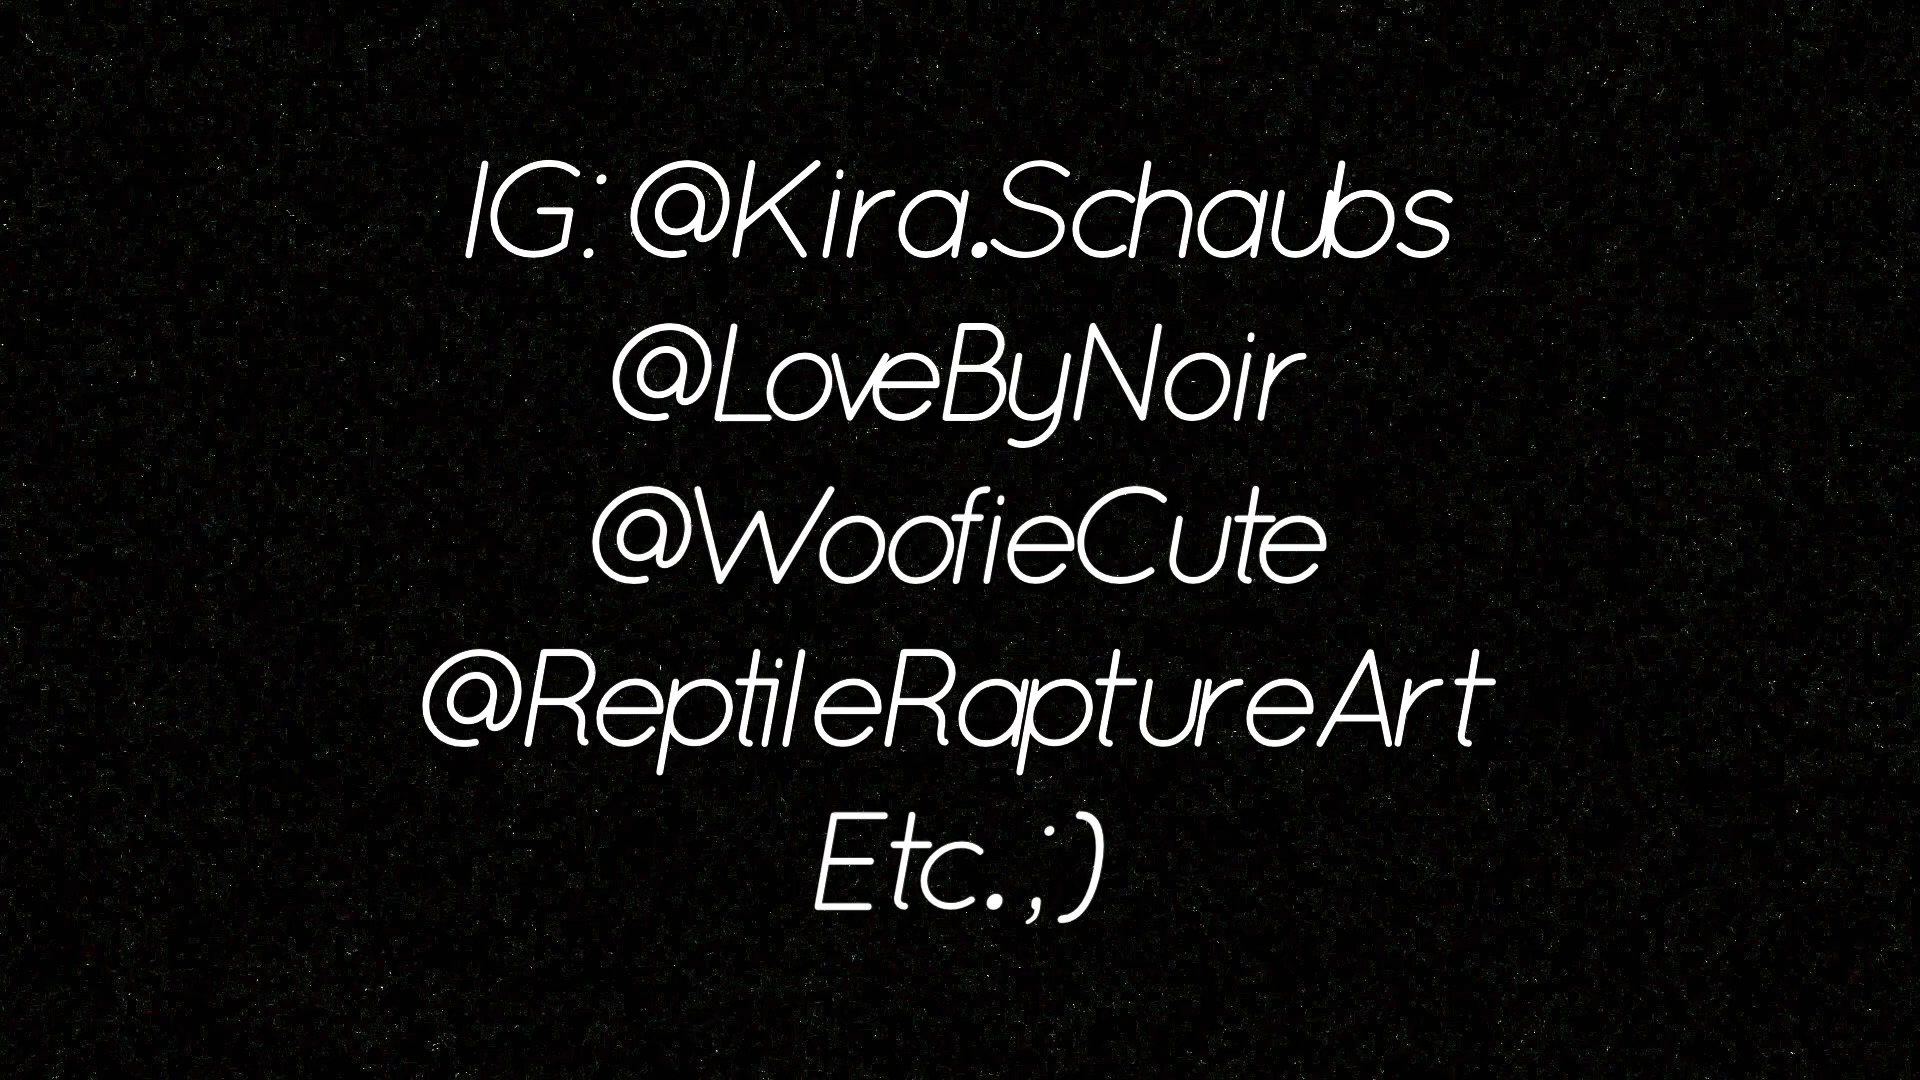 IG: @Kira.Schaubs
@LoveByNoir
@WoofieCute
@ReptileRaptureArt
Etc. ;)